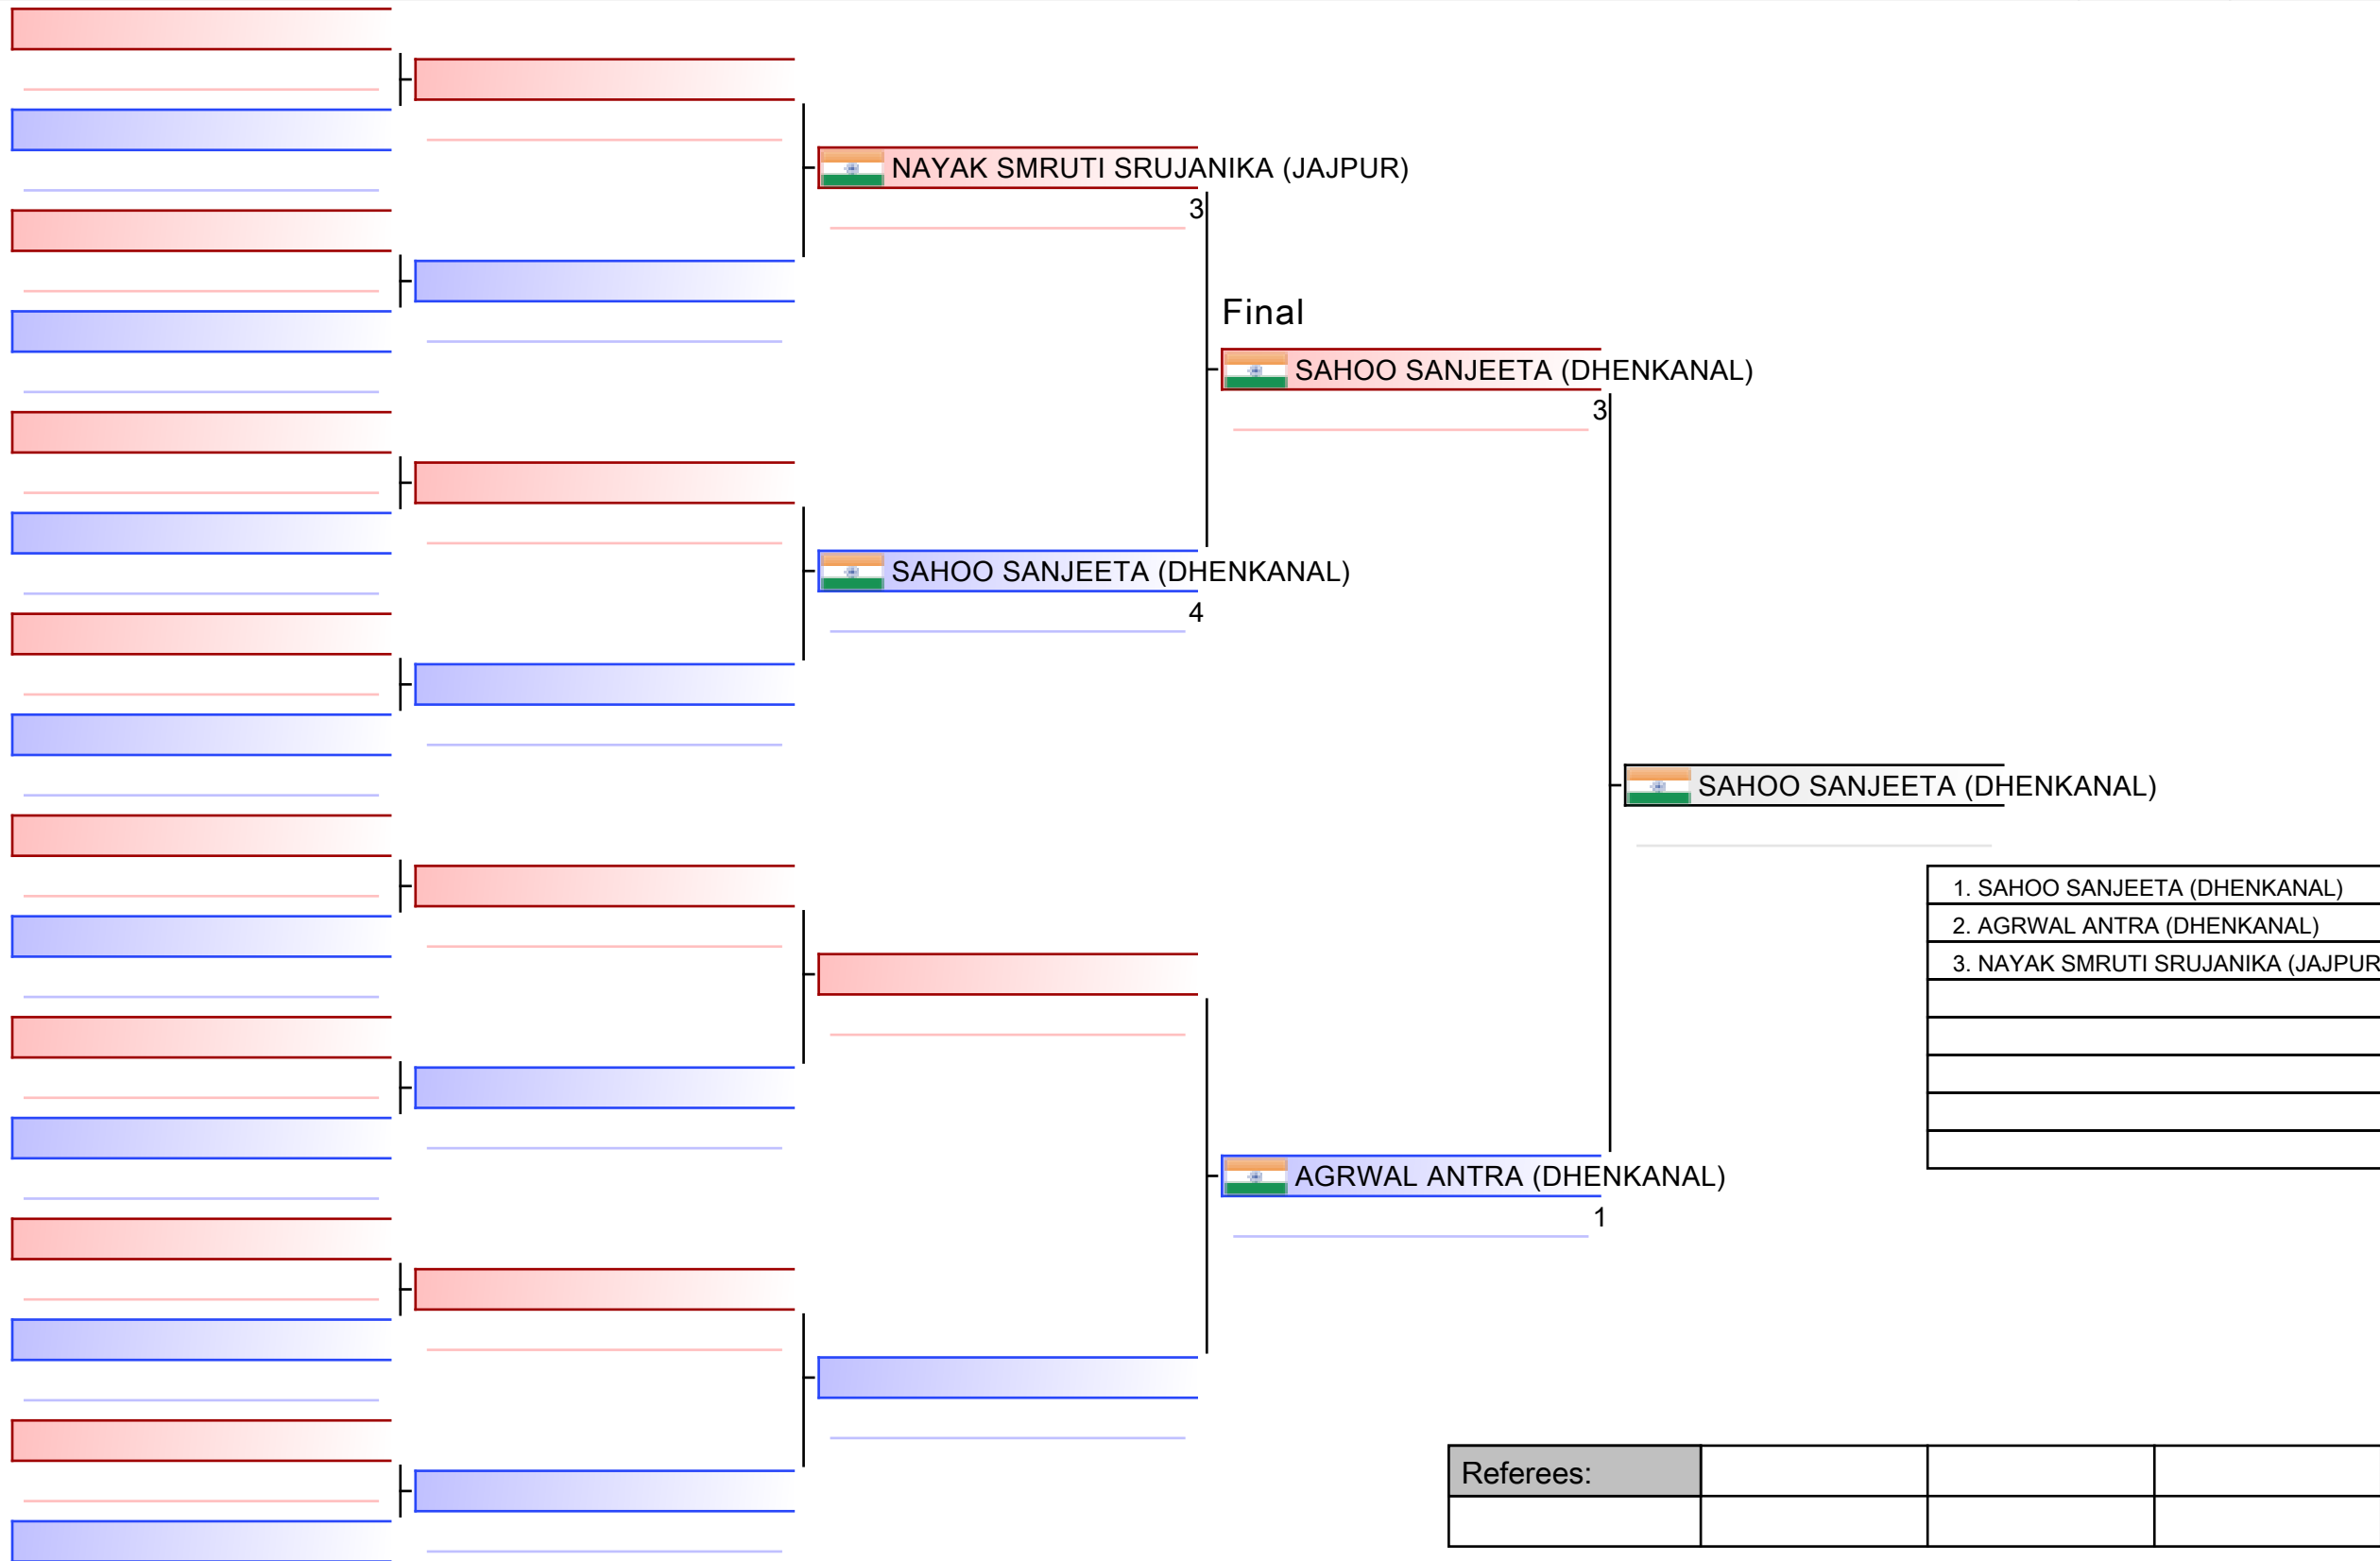 NAYAK SMRUTI SRUJANIKA (JAJPUR)
3
Final
SAHOO SANJEETA (DHENKANAL)
3
SAHOO SANJEETA (DHENKANAL)
4
SAHOO SANJEETA (DHENKANAL)
1. SAHOO SANJEETA (DHENKANAL)
2. AGRWAL ANTRA (DHENKANAL)
3. NAYAK SMRUTI SRUJANIKA (JAJPUR
AGRWAL ANTRA (DHENKANAL)
1
Referees: